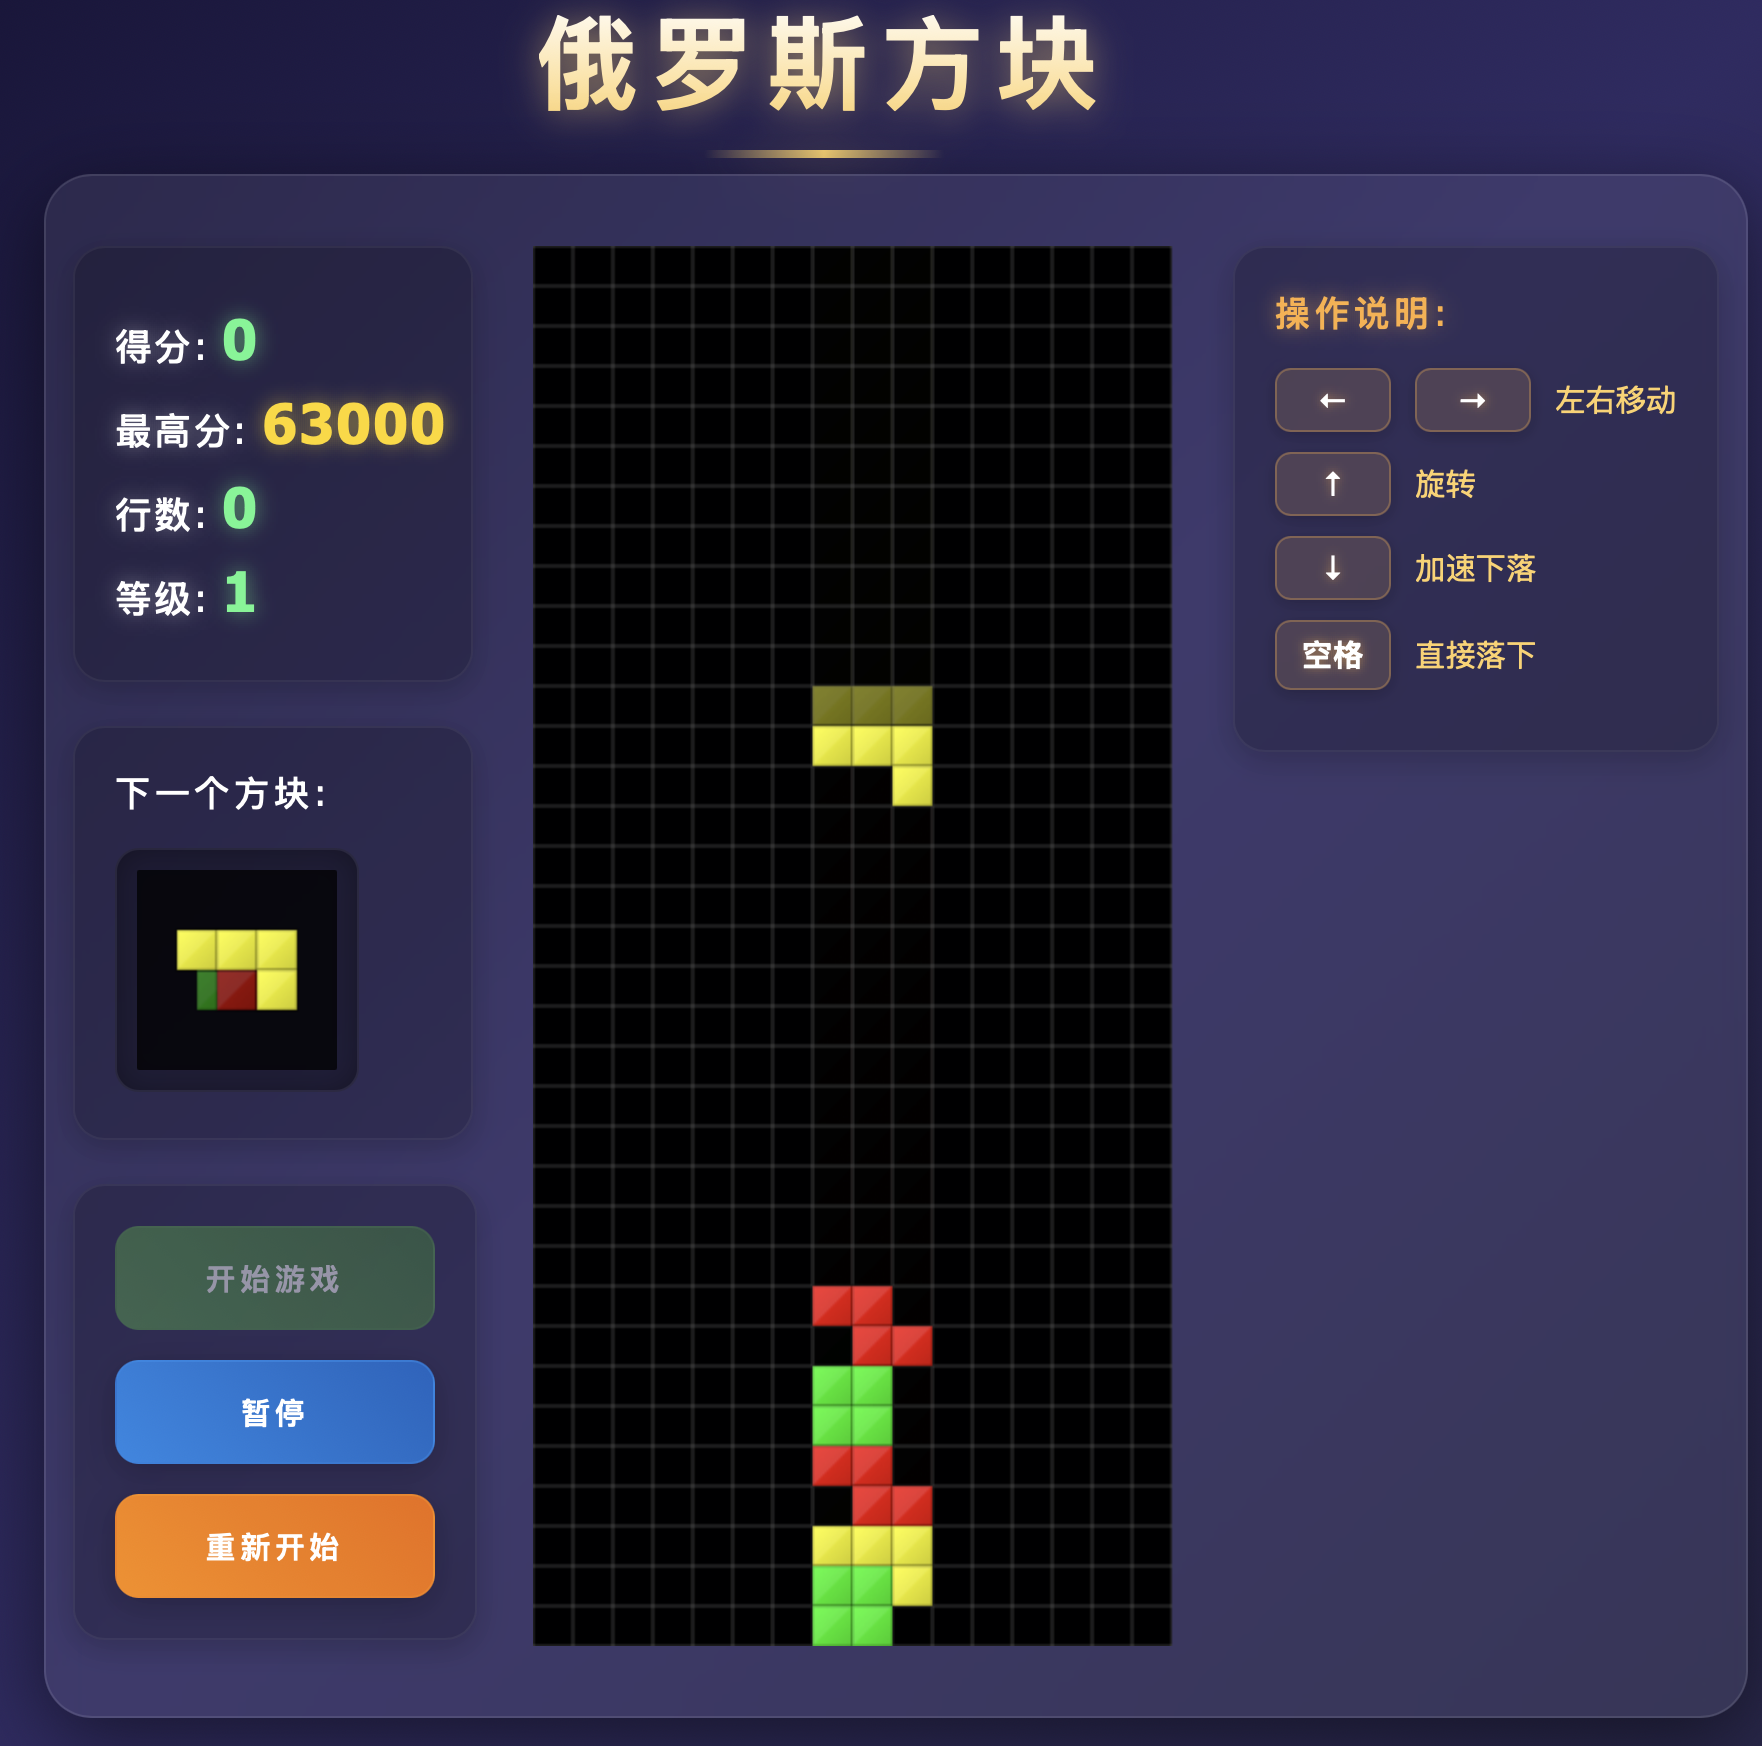 俄罗斯方块
得分: 0
最高分: 63000
行数: 0
等级: 1
下一个方块:
开始游戏
暂停
重新开始
操作说明:
← → 左右移动
↑ 旋转
↓ 加速下落
空格 直接落下